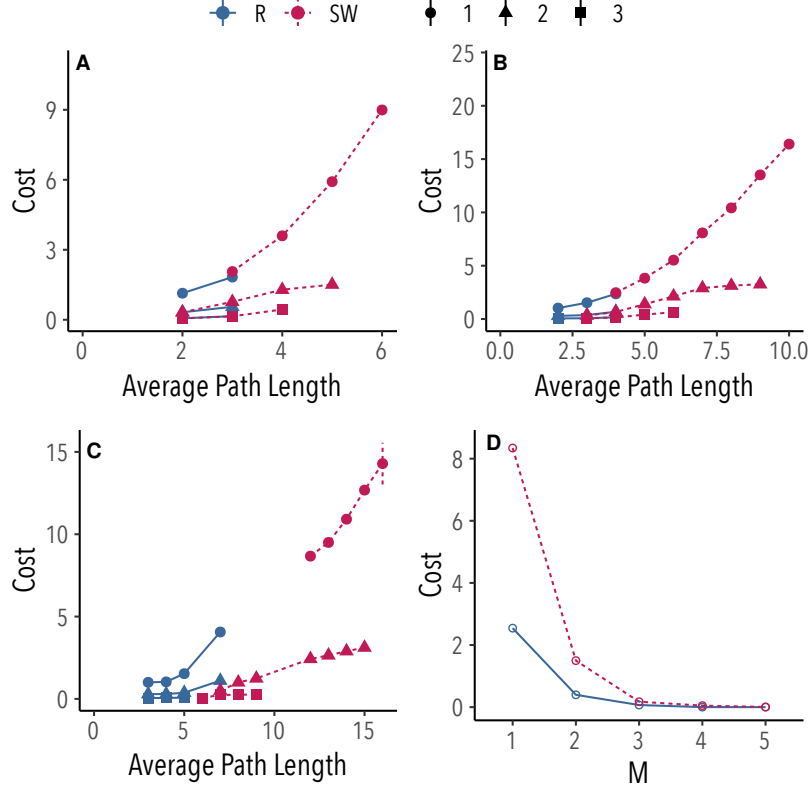 R SW 1 2 3
A
9
6
3
0
Cost
0 2 4 6
Average Path Length
B
25
20
15
10
5
0
Cost
0.0 2.5 5.0 7.5 10.0
Average Path Length
C
15
10
5
0
Cost
0 5 10 15
Average Path Length
D
8
6
4
2
0
Cost
1 2 3 4 5
M